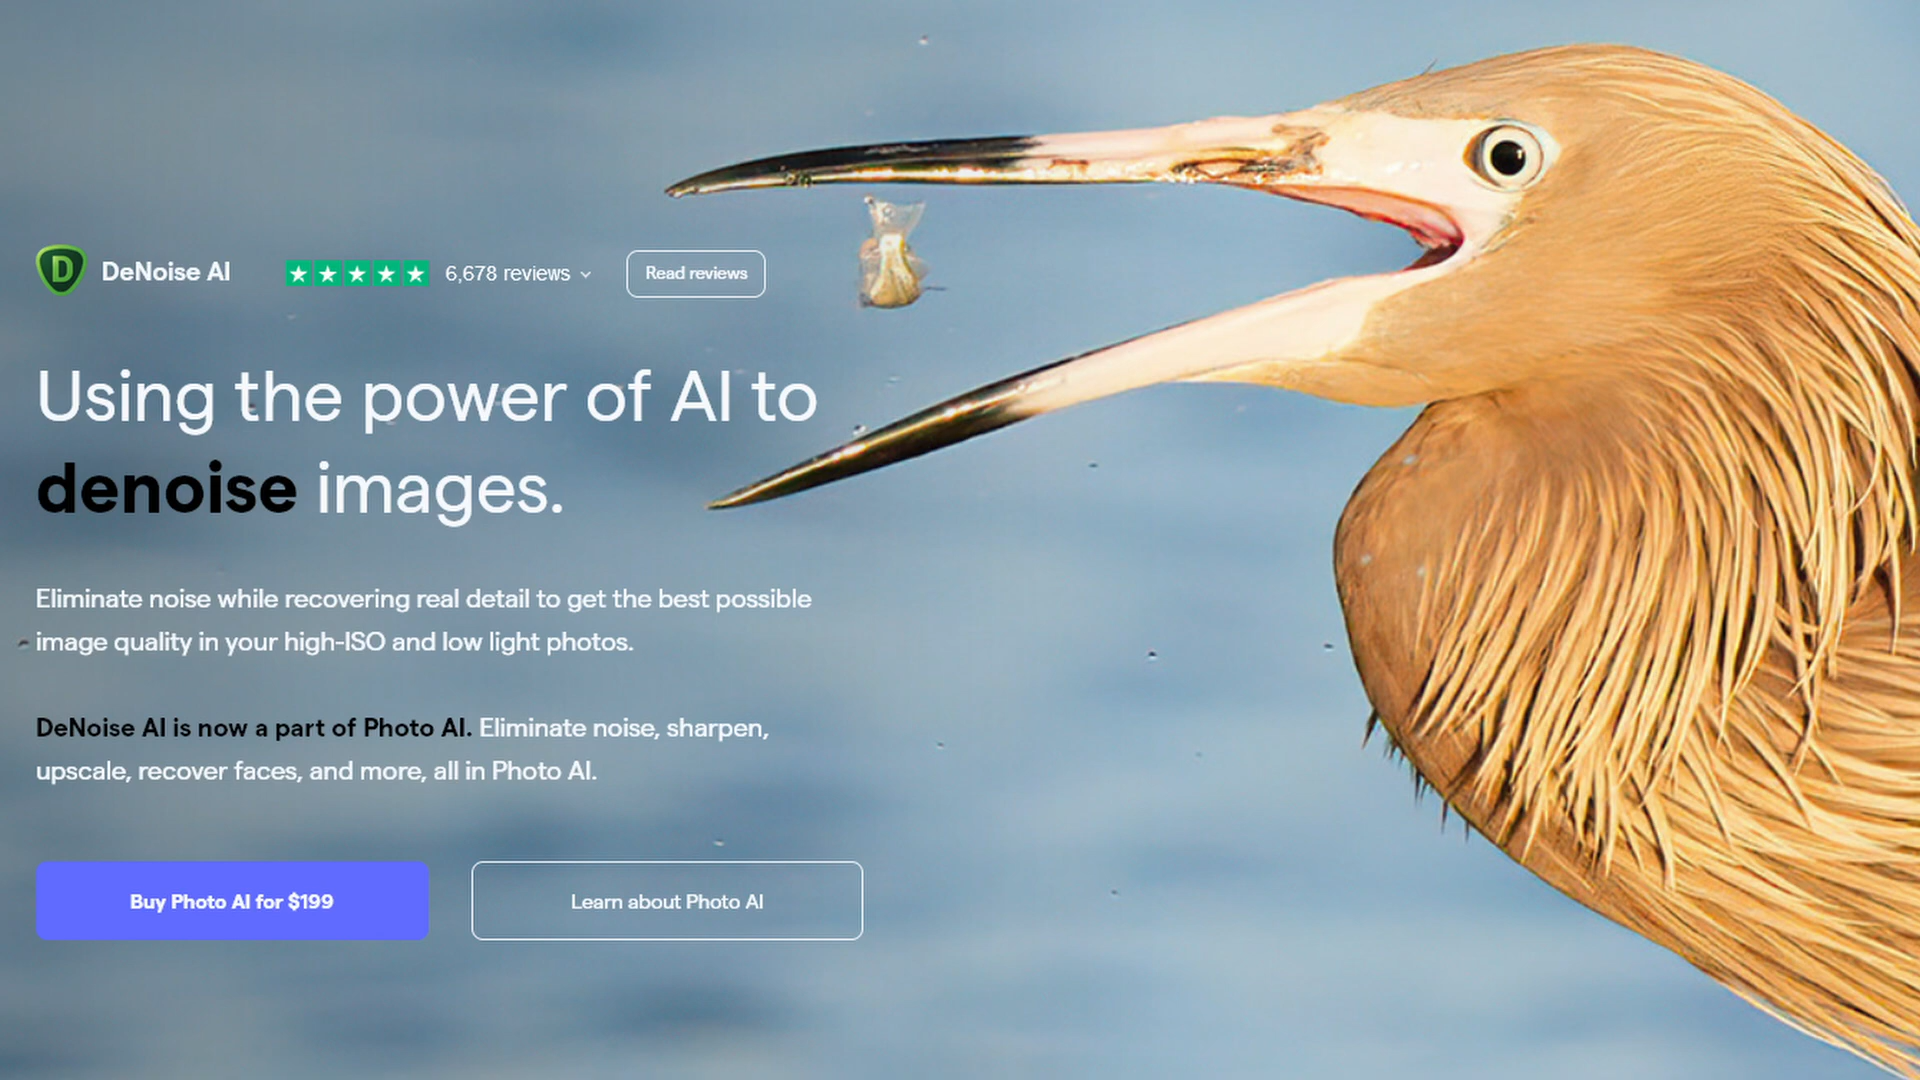 DeNoise AI
6,678 reviews
Read reviews
Using the power of AI to
denoise images.
Eliminate noise while recovering real detail to get the best possible
image quality in your high-ISO and low light photos.
DeNoise AI is now a part of Photo AI. Eliminate noise, sharpen,
upscale, recover faces, and more, all in Photo AI.
Buy Photo AI for $199
Learn about Photo AI